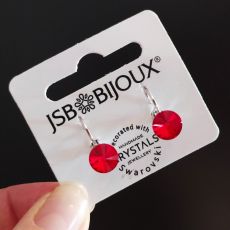 JSB BIJOUX®
decorated with
HANDMADE
CRYSTALS
JEWELLERY
Swarovski